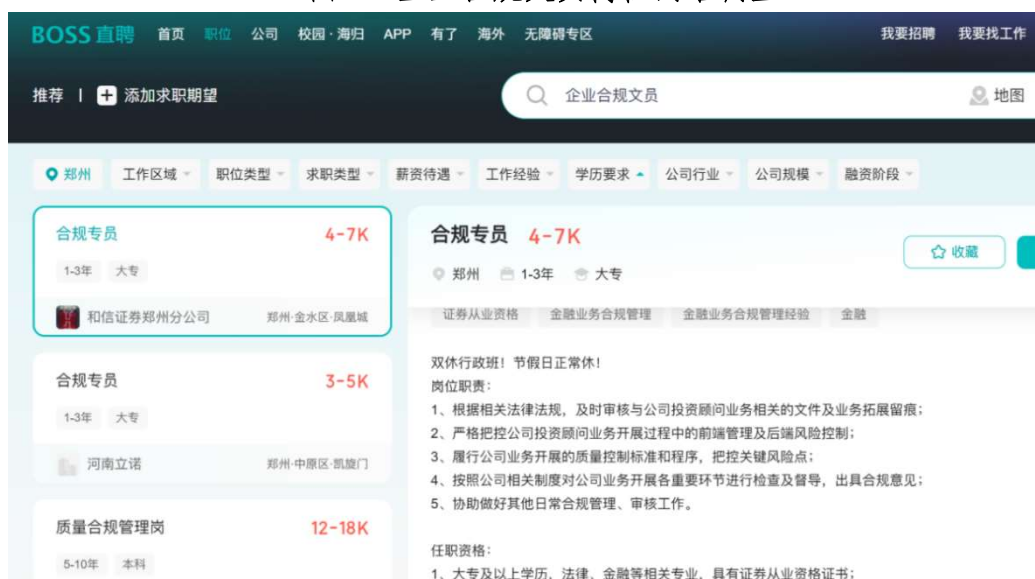 BOSS直聘 首页 职位 公司 校园·海归 APP 有了 海外 无障碍专区 我要招聘 我要找工作
推荐 添加求职期望 企业合规文员 地图
郑州 工作区域 职位类型 求职类型 薪资待遇 工作经验 学历要求 公司行业 公司规模 融资阶段
合规专员 4-7K
1-3年 大专
和信证券郑州分公司 郑州·金水区·凤凰城
合规专员 3-5K
1-3年 大专
河南立诺 郑州·中原区·凯旋门
质量合规管理岗 12-18K
5-10年 本科
合规专员 4-7K
收藏
郑州 1-3年 大专
证券从业资格 金融业务合规管理 金融业务合规管理经验 金融
双休行政班！节假日正常休！
岗位职责：
1、根据相关法律法规，及时审核与公司投资顾问业务相关的文件及业务拓展留痕；
2、严格把控公司投资顾问业务开展过程中的前端管理及后端风险控制；
3、履行公司业务开展的质量控制标准和程序，把控关键风险点；
4、按照公司相关制度对公司业务开展各重要环节进行检查及督导，出具合规意见；
5、协助做好其他日常合规管理、审核工作。
任职资格：
1、大专及以上学历，法律、金融等相关专业，具有证券从业资格证书；